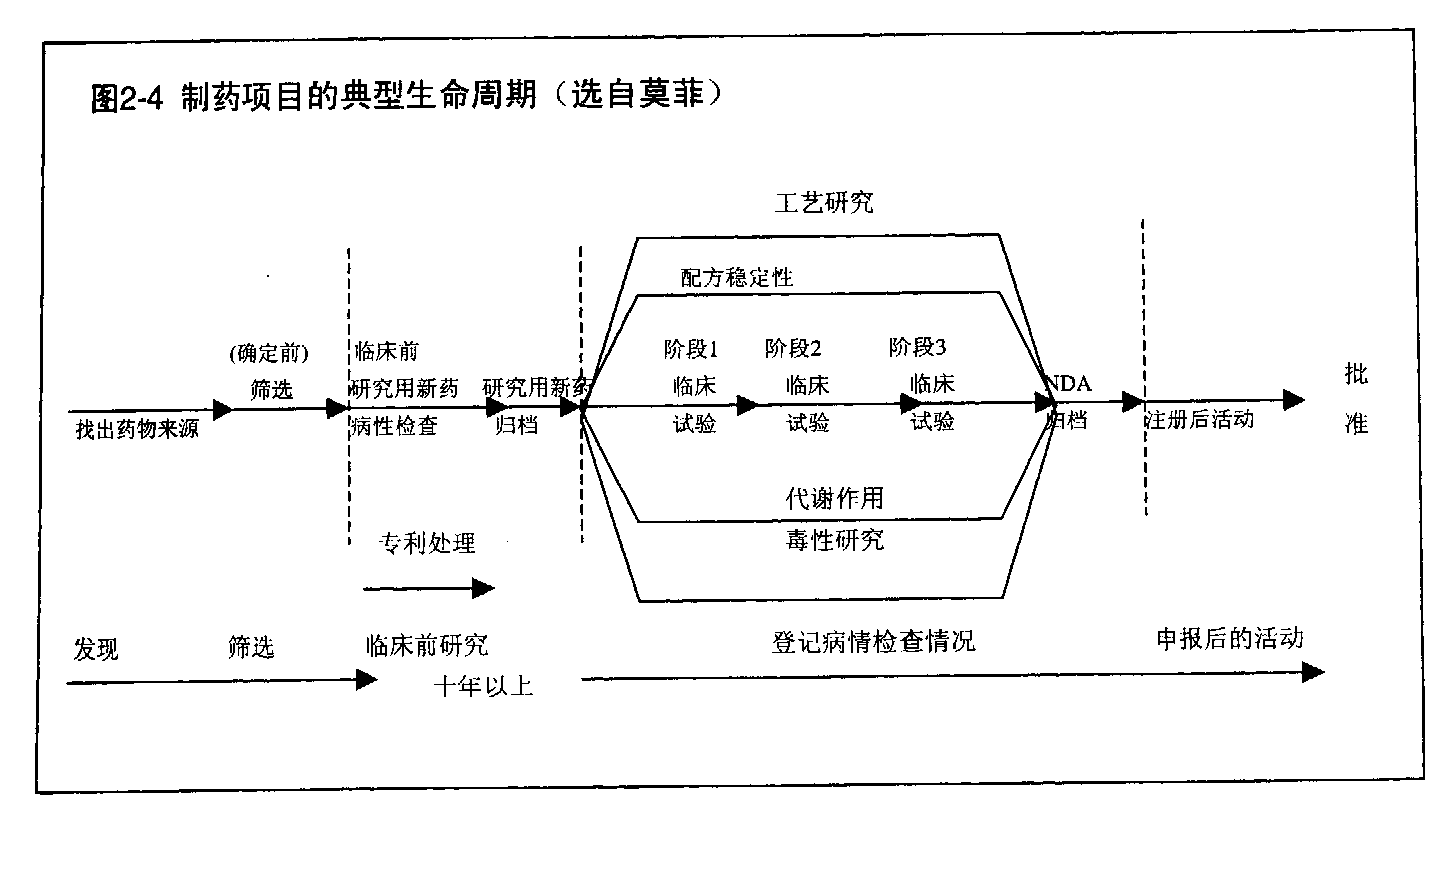 图2-4 制药项目的典型生命周期（选自莫菲）
工艺研究
配方稳定性
阶段1
阶段2
阶段3
(确定前)
筛选
临床前
研究用新药
病性检查
研究用新药
归档
临床
试验
临床
试验
临床
试验
NDA
归档
找出药物来源
注册后活动
批
准
代谢作用
毒性研究
专利处理
发现
筛选
临床前研究
登记病情检查情况
申报后的活动
十年以上